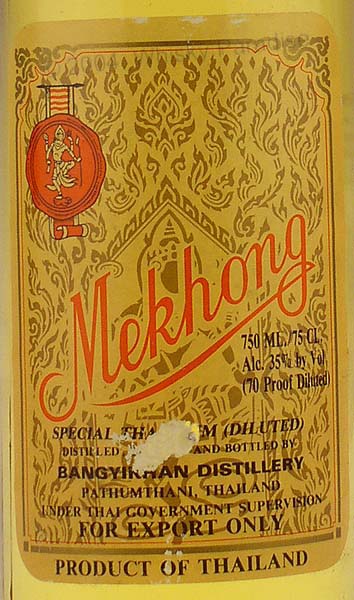 Mekhong
750 ML./75 CL.
Alc. 35% by Vol.
(70 Proof Diluted)
SPECIAL (DILUTED)
DISTILLED AND BOTTLED BY
BANGYIKHAN DISTILLERY
PATHUMTHANI, THAILAND
UNDER THAI GOVERNMENT SUPERVISION
FOR EXPORT ONLY
PRODUCT OF THAILAND